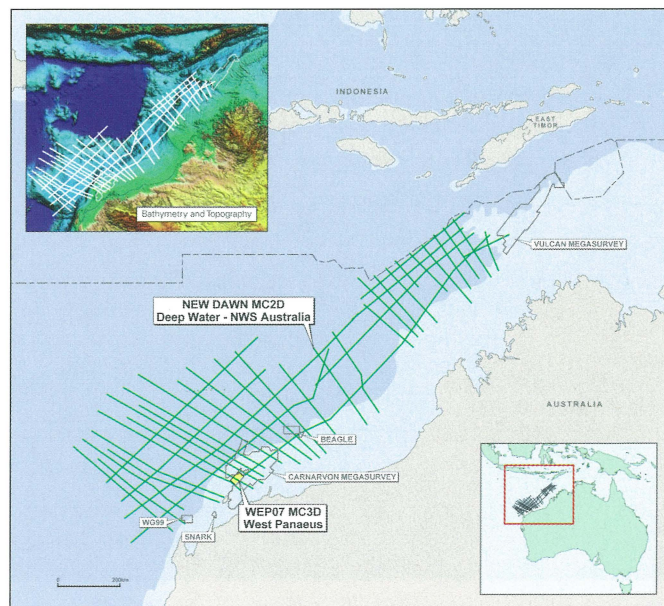 INDONESIA
EAST
TIMOR
Bathymetry and Topography
VULCAN MEGASURVEY
NEW DAWN MC2D
Deep Water - NWS Australia
AUSTRALIA
BEAGLE
CARNARVON MEGASURVEY
WEP07 MC3D
West Panaeus
WG99
SNARK
0
200km